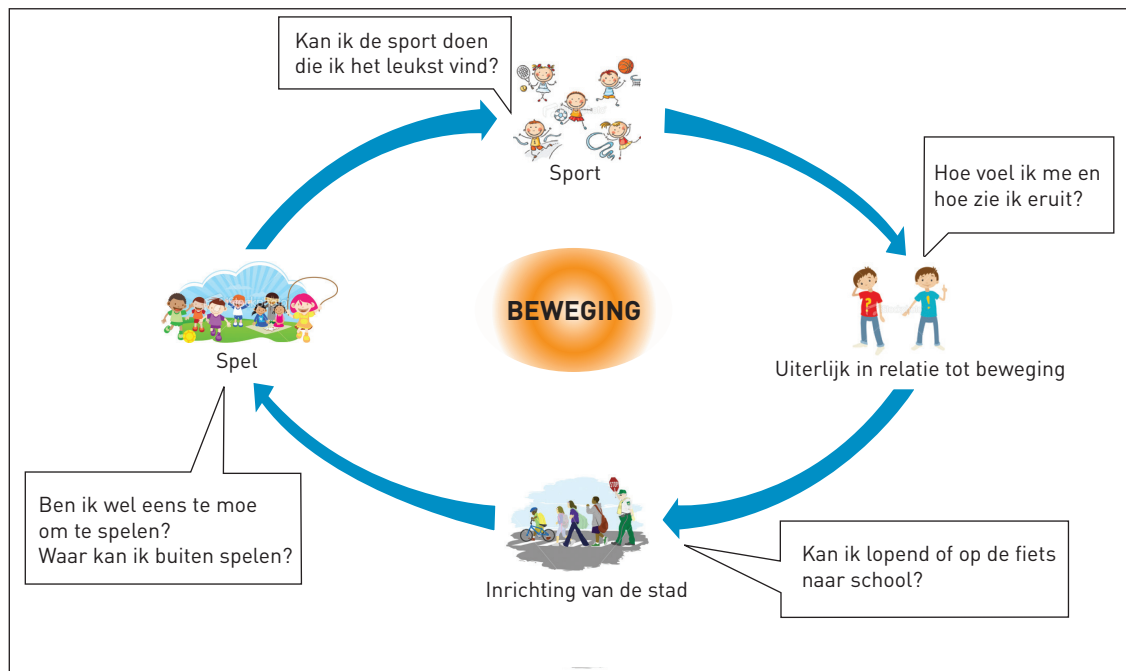 Kan ik de sport doen
die ik het leukst vind?
Sport
Hoe voel ik me en
hoe zie ik eruit?
BEWEGING
Spel
Uiterlijk in relatie tot beweging
Ben ik wel eens te moe
om te spelen?
Waar kan ik buiten spelen?
Inrichting van de stad
Kan ik lopend of op de fiets
naar school?